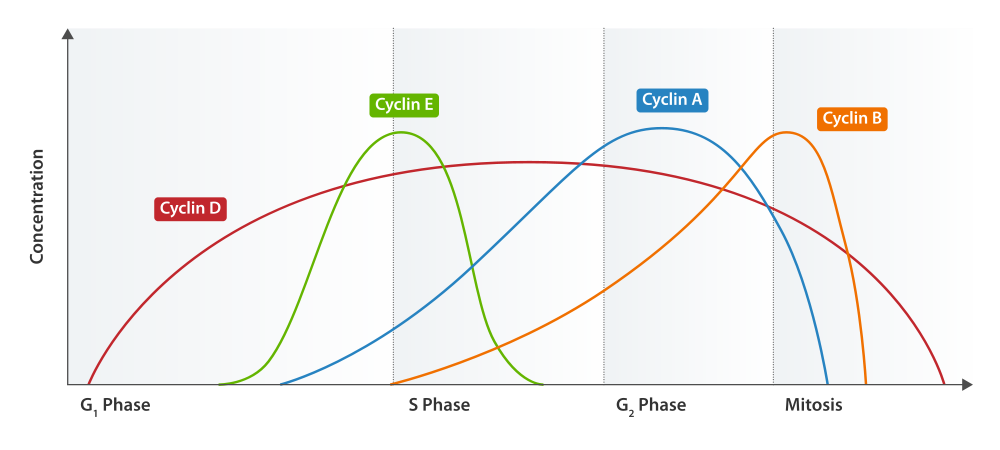 Cyclin E
Cyclin A
Cyclin B
Cyclin D
Concentration
G1 Phase
S Phase
G2 Phase
Mitosis